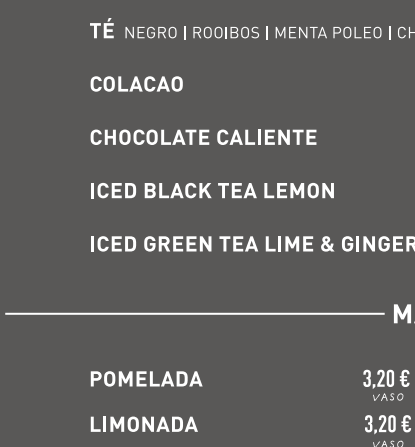 TÉ NEGRO | ROOIBOS | MENTA POLEO | CH
COLACAO
CHOCOLATE CALIENTE
ICED BLACK TEA LEMON
ICED GREEN TEA LIME & GINGER
POMELADA 3,20 €
VASO
LIMONADA 3,20 €
VASO